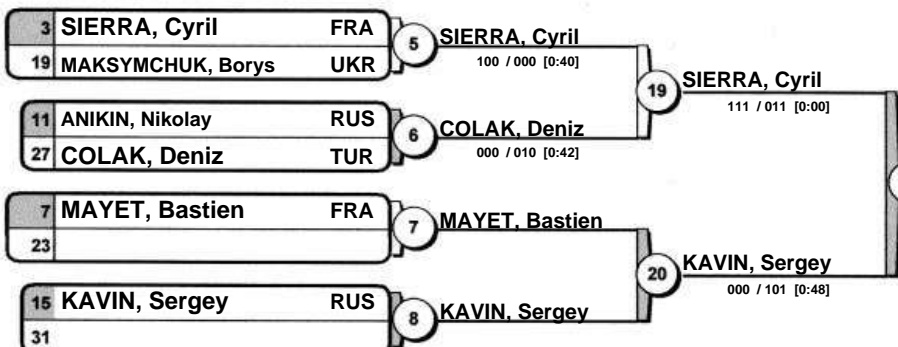 3 SIERRA, Cyril FRA
19 MAKSYMCHUK, Borys UKR
5 SIERRA, Cyril
100 / 000 [0:40]
11 ANIKIN, Nikolay RUS
27 COLAK, Deniz TUR
6 COLAK, Deniz
000 / 010 [0:42]
19 SIERRA, Cyril
111 / 011 [0:00]
7 MAYET, Bastien FRA
23
7 MAYET, Bastien
15 KAVIN, Sergey RUS
31
8 KAVIN, Sergey
20 KAVIN, Sergey
000 / 101 [0:48]